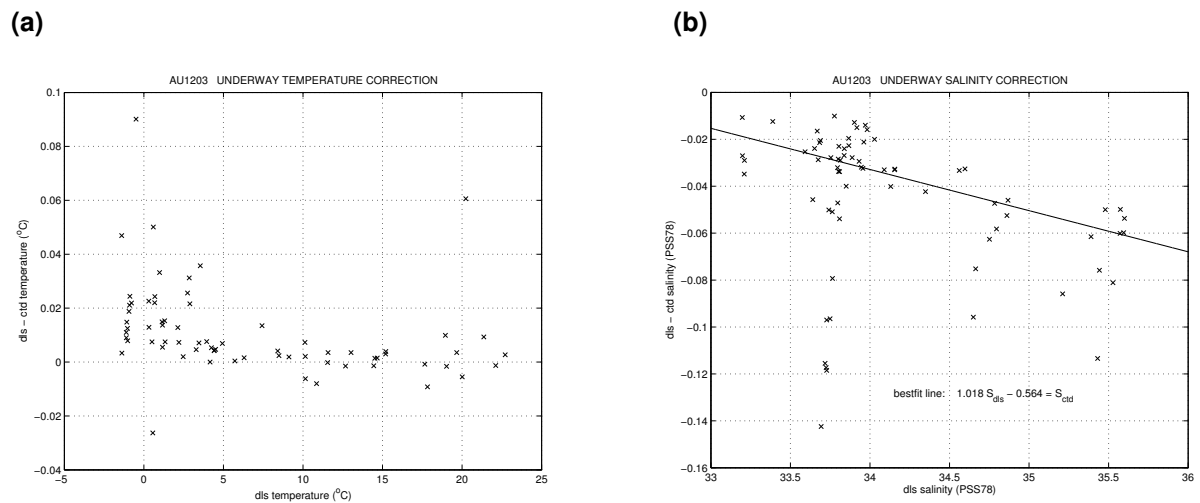 (a)
AU1203 UNDERWAY TEMPERATURE CORRECTION
0.1
0.08
0.06
0.04
0.02
0
−0.02
−0.04
dls − ctd temperature (°C)
−5 0 5 10 15 20 25
dls temperature (°C)
(b)
AU1203 UNDERWAY SALINITY CORRECTION
0
−0.02
−0.04
−0.06
−0.08
−0.1
−0.12
−0.14
−0.16
dls − ctd salinity (PSS78)
bestfit line: 1.018 S_dls − 0.564 = S_ctd
33 33.5 34 34.5 35 35.5 36
dls salinity (PSS78)